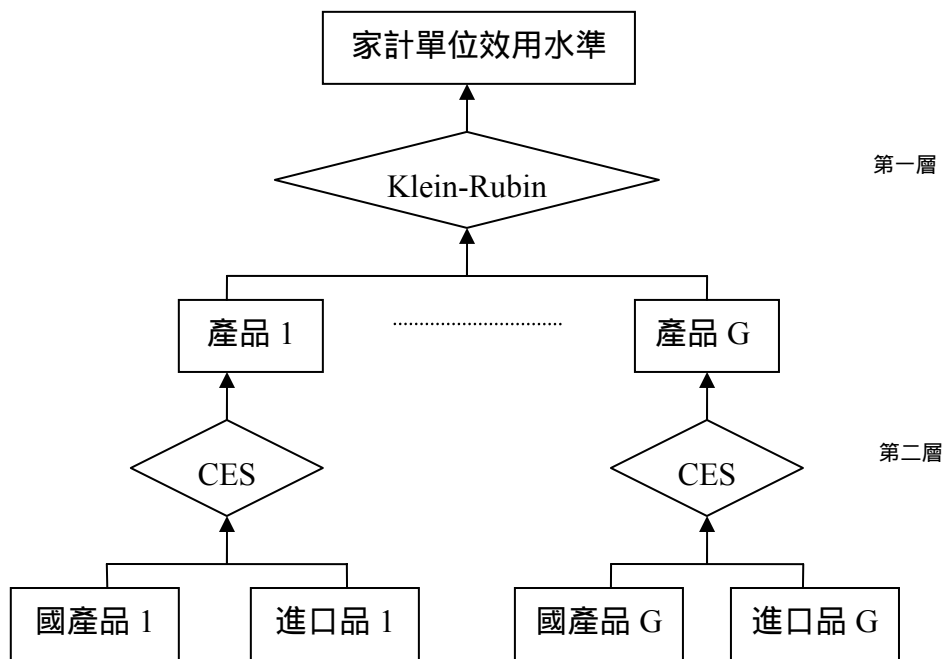 家計單位效用水準
Klein-Rubin
第一層
產品 1
產品 G
CES
CES
第二層
國產品 1
進口品 1
國產品 G
進口品 G